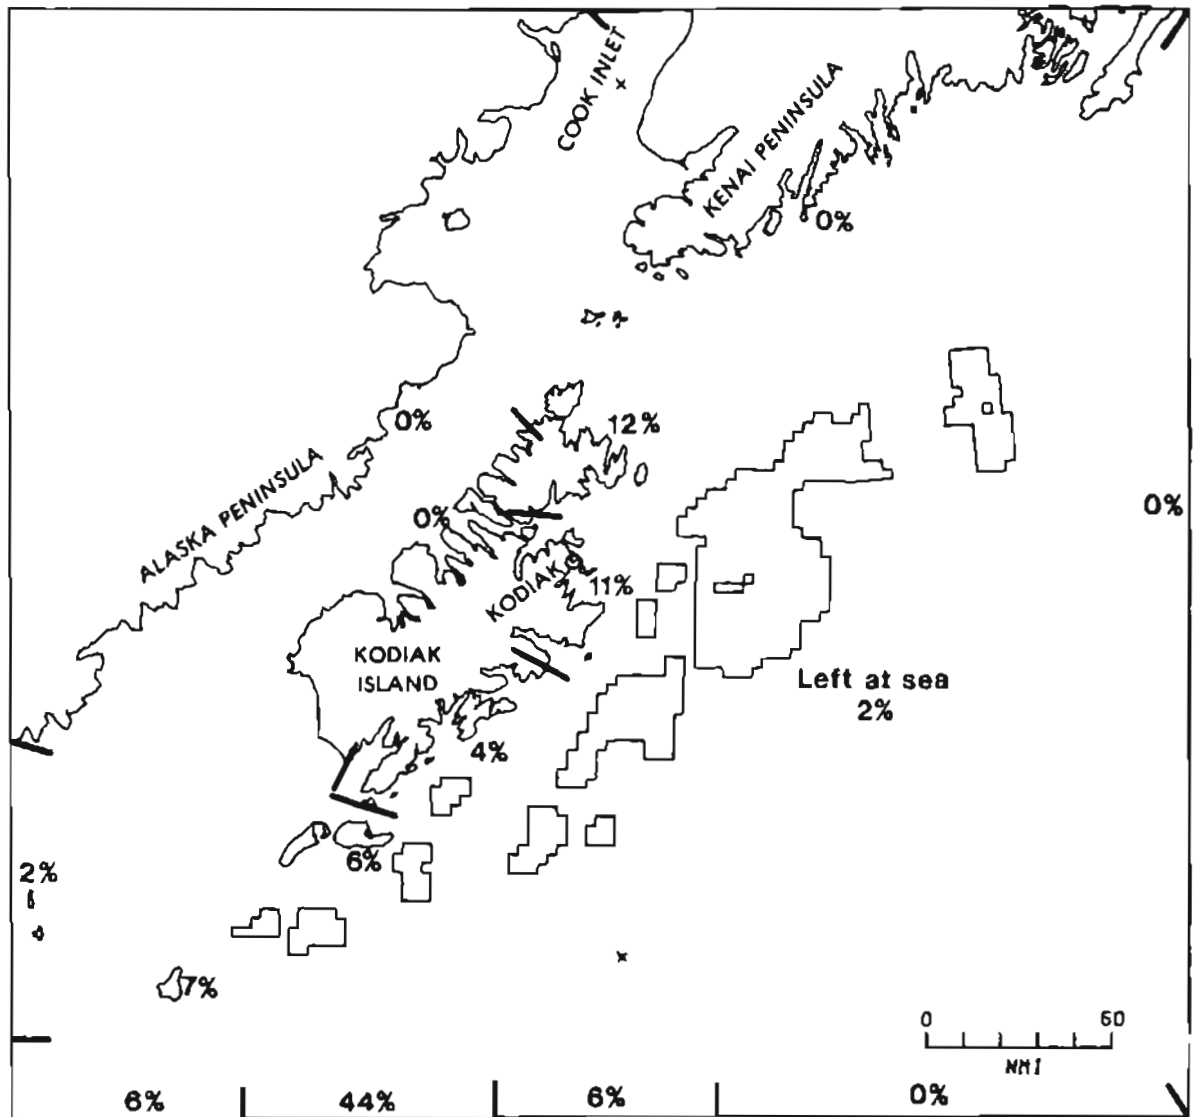 COOK INLET
KENAI PENINSULA
0%
0%
12%
ALASKA PENINSULA
0%
0%
KODIAK
11%
KODIAK
ISLAND
Left at sea
2%
4%
6%
2%
7%
0
50
NMI
6%
44%
6%
0%